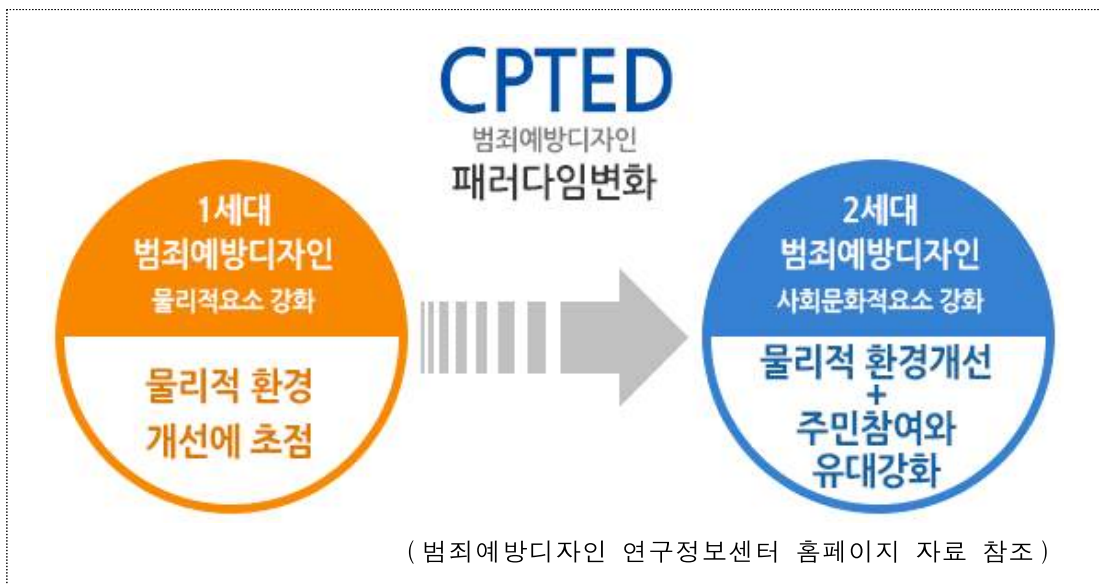 CPTED
범죄예방디자인
패러다임변화
1세대
범죄예방디자인
물리적요소 강화
물리적 환경
개선에 초점
2세대
범죄예방디자인
사회문화적요소 강화
물리적 환경개선
+
주민참여와
유대강화
(범죄예방디자인 연구정보센터 홈페이지 자료 참조)